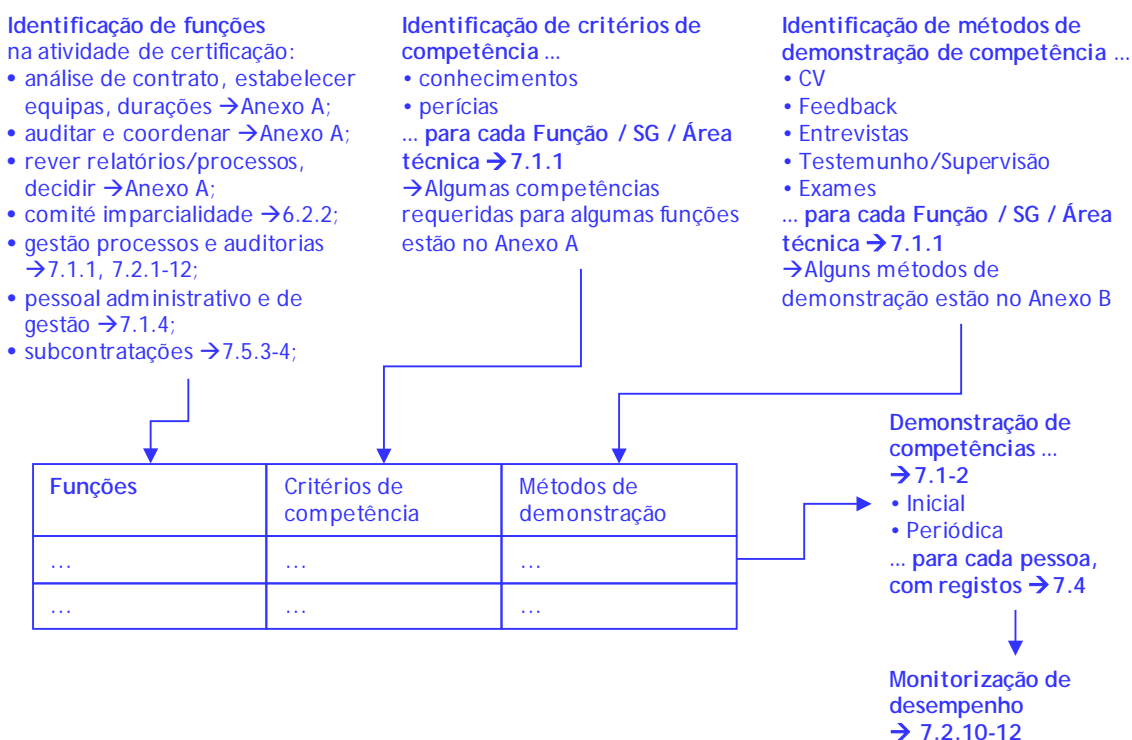 Identificação de funções
na atividade de certificação:
• análise de contrato, estabelecer
equipas, durações →Anexo A;
• auditar e coordenar →Anexo A;
• rever relatórios/processos,
decidir →Anexo A;
• comité imparcialidade →6.2.2;
• gestão processos e auditorias
→7.1.1, 7.2.1-12;
• pessoal administrativo e de
gestão →7.1.4;
• subcontratações →7.5.3-4;
Identificação de critérios de
competência ...
• conhecimentos
• perícias
... para cada Função / SG / Área
técnica →7.1.1
→Algumas competências
requeridas para algumas funções
estão no Anexo A
Identificação de métodos de
demonstração de competência ...
• CV
• Feedback
• Entrevistas
• Testemunho/Supervisão
• Exames
... para cada Função / SG / Área
técnica →7.1.1
→Alguns métodos de
demonstração estão no Anexo B
Funções
Critérios de
competência
Métodos de
demonstração
...
...
...
...
...
...
Demonstração de
competências ...
→7.1-2
• Inicial
• Periódica
... para cada pessoa,
com registos →7.4
Monitorização de
desempenho
→ 7.2.10-12